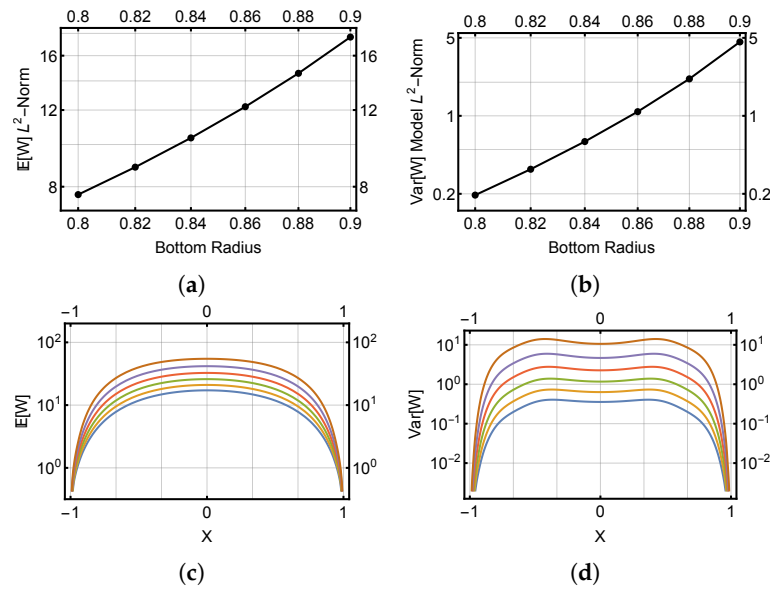 0.8 0.82 0.84 0.86 0.88 0.9
16 16
12 12
8 8
0.8 0.82 0.84 0.86 0.88 0.9
𝔼[W] L²-Norm
Bottom Radius
(a)
0.8 0.82 0.84 0.86 0.88 0.9
5 5
1 1
0.2 0.2
0.8 0.82 0.84 0.86 0.88 0.9
Var[W] Model L²-Norm
Bottom Radius
(b)
−1 0 1
10² 10²
10¹ 10¹
10⁰ 10⁰
−1 0 1
𝔼[W]
X
(c)
−1 0 1
10¹ 10¹
10⁰ 10⁰
10⁻¹ 10⁻¹
10⁻² 10⁻²
−1 0 1
Var[W]
X
(d)